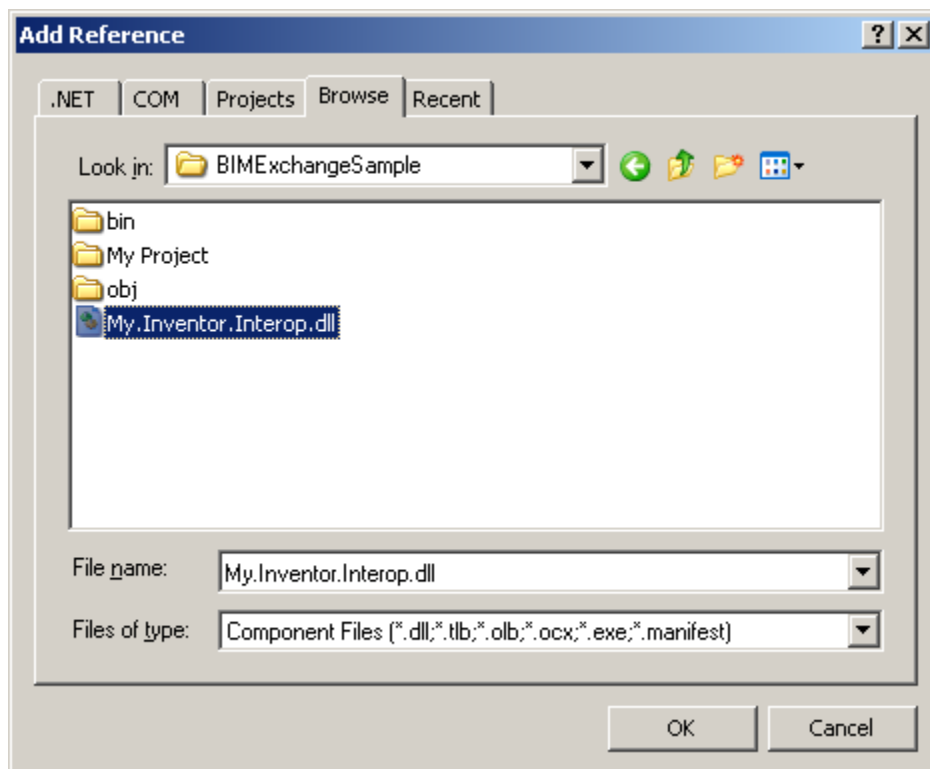 Add Reference
.NET COM Projects Browse Recent
Look in: BIMExchangeSample
bin
My Project
obj
My.Inventor.Interop.dll
File name: My.Inventor.Interop.dll
Files of type: Component Files (*.dll;*.tlb;*.olb;*.ocx;*.exe;*.manifest)
OK Cancel